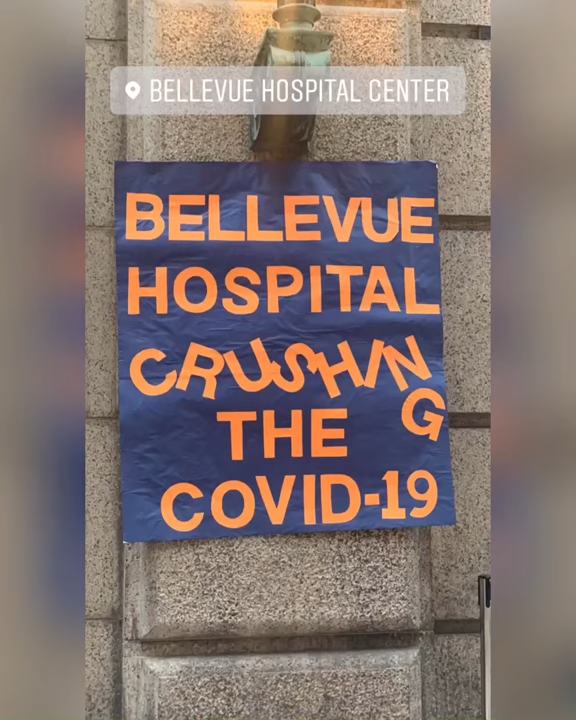 BELLEVUE HOSPITAL CENTER
BELLEVUE
HOSPITAL
CRUSHING
THE
COVID-19